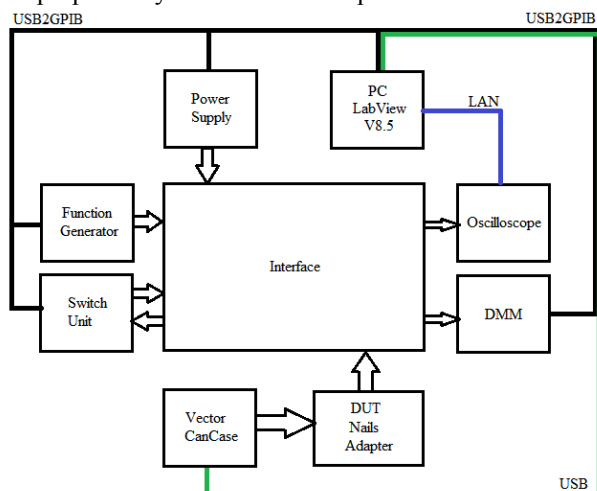 USB2GPIB
USB2GPIB
Power
Supply
PC
LabView
V8.5
LAN
Function
Generator
Oscilloscope
Interface
Switch
Unit
DMM
Vector
CanCase
DUT
Nails
Adapter
USB